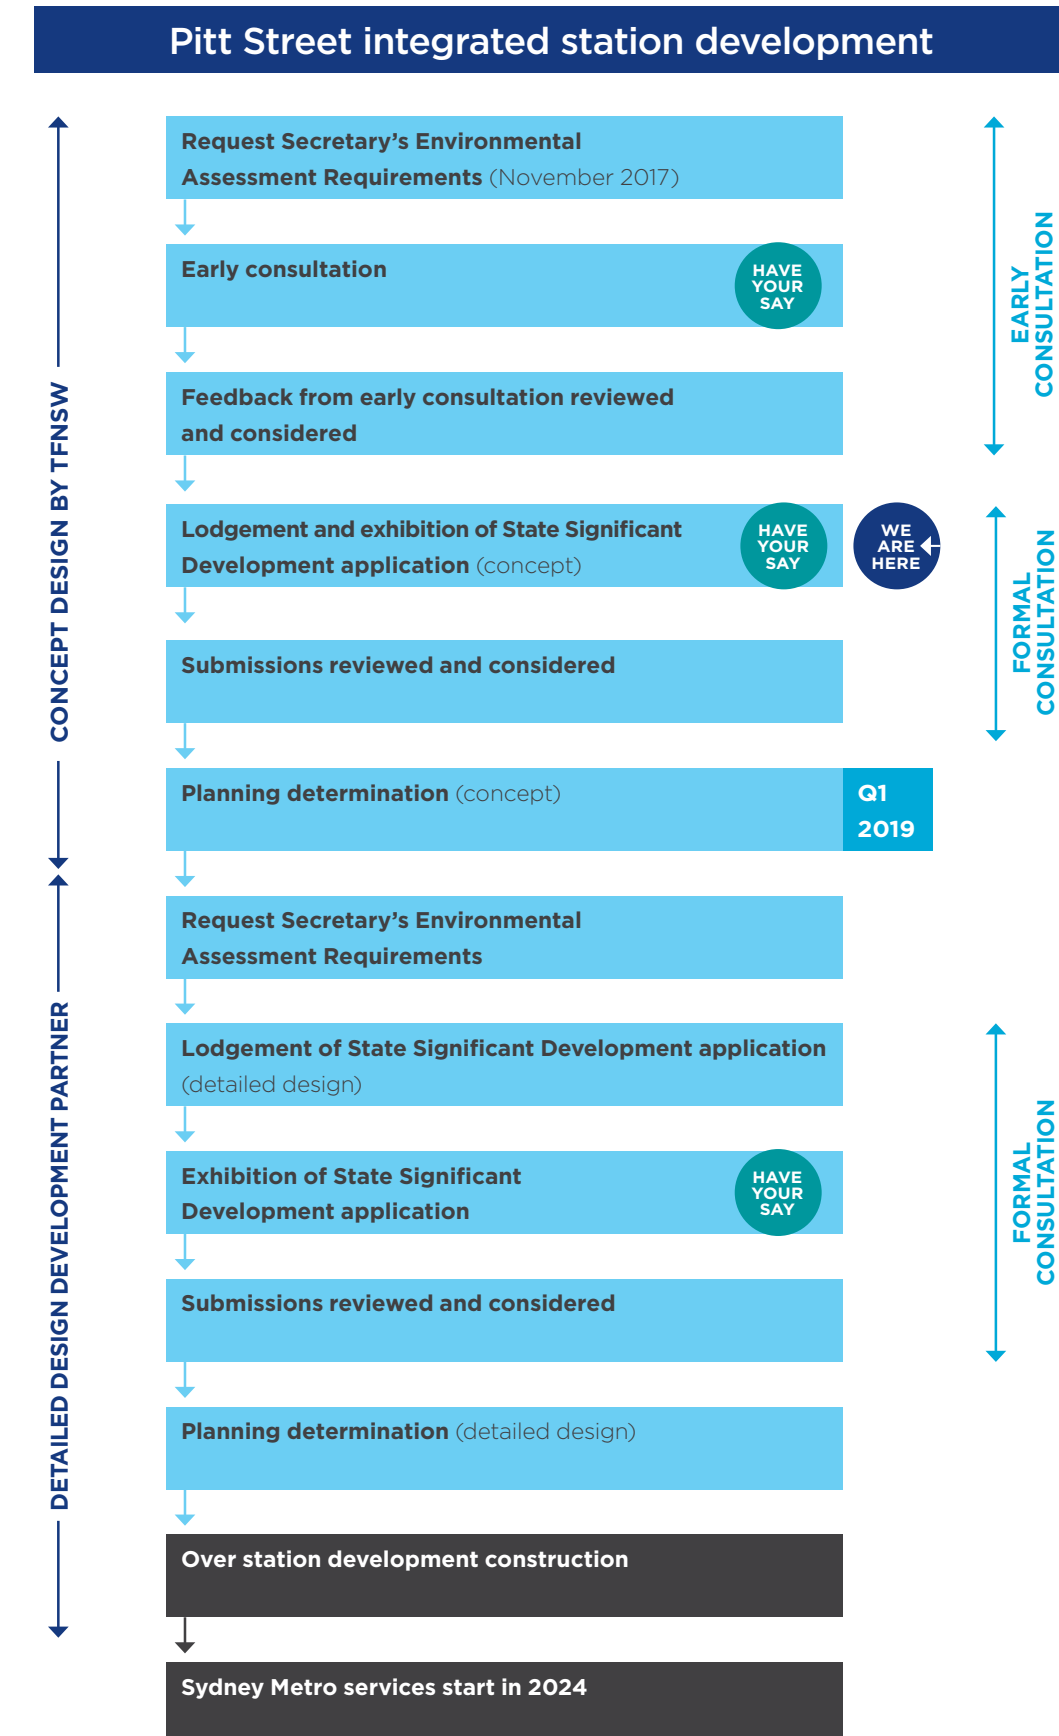 Pitt Street integrated station development
Request Secretary’s Environmental
Assessment Requirements (November 2017)
Early consultation
HAVE
YOUR
SAY
Feedback from early consultation reviewed
and considered
EARLY
CONSULTATION
CONCEPT DESIGN BY TFNSW
Lodgement and exhibition of State Significant
Development application (concept)
HAVE
YOUR
SAY
WE
ARE
HERE
Submissions reviewed and considered
FORMAL
CONSULTATION
Planning determination (concept)
Q1
2019
Request Secretary’s Environmental
Assessment Requirements
Lodgement of State Significant Development application
(detailed design)
Exhibition of State Significant
Development application
HAVE
YOUR
SAY
FORMAL
CONSULTATION
DETAILED DESIGN DEVELOPMENT PARTNER
Submissions reviewed and considered
Planning determination (detailed design)
Over station development construction
Sydney Metro services start in 2024